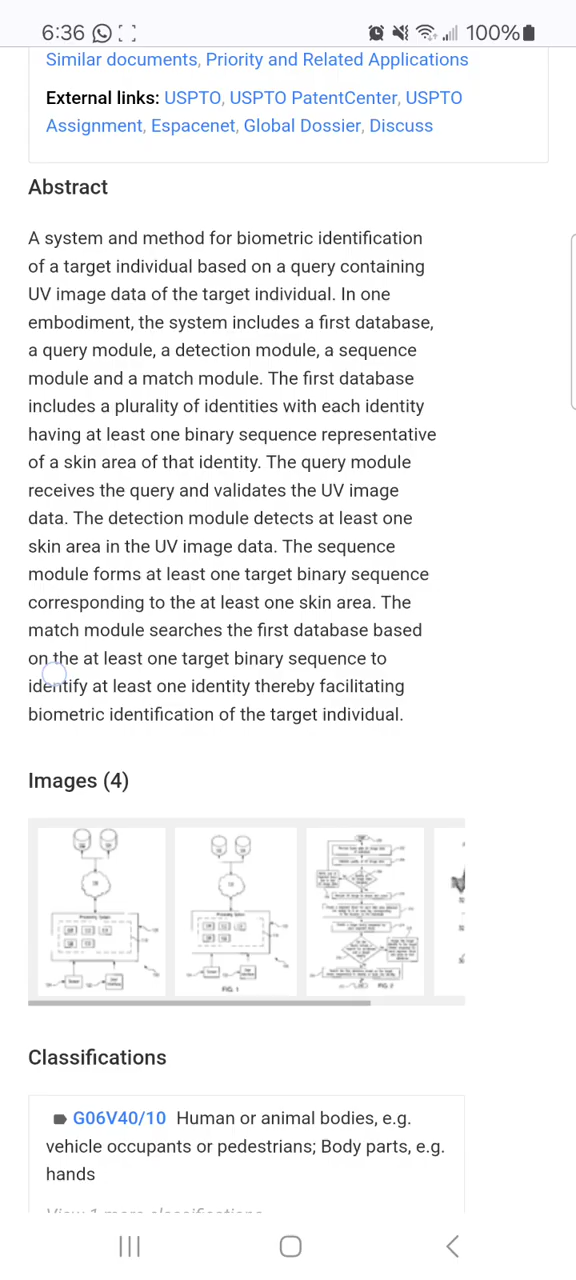 6:36
100%
Similar documents, Priority and Related Applications
External links: USPTO, USPTO PatentCenter, USPTO
Assignment, Espacenet, Global Dossier, Discuss
Abstract
A system and method for biometric identification
of a target individual based on a query containing
UV image data of the target individual. In one
embodiment, the system includes a first database,
a query module, a detection module, a sequence
module and a match module. The first database
includes a plurality of identities with each identity
having at least one binary sequence representative
of a skin area of that identity. The query module
receives the query and validates the UV image
data. The detection module detects at least one
skin area in the UV image data. The sequence
module forms at least one target binary sequence
corresponding to the at least one skin area. The
match module searches the first database based
on the at least one target binary sequence to
identify at least one identity thereby facilitating
biometric identification of the target individual.
Images (4)
FIG. 1
FIG. 2
Classifications
G06V40/10 Human or animal bodies, e.g.
vehicle occupants or pedestrians; Body parts, e.g.
hands
View 1 more classifications